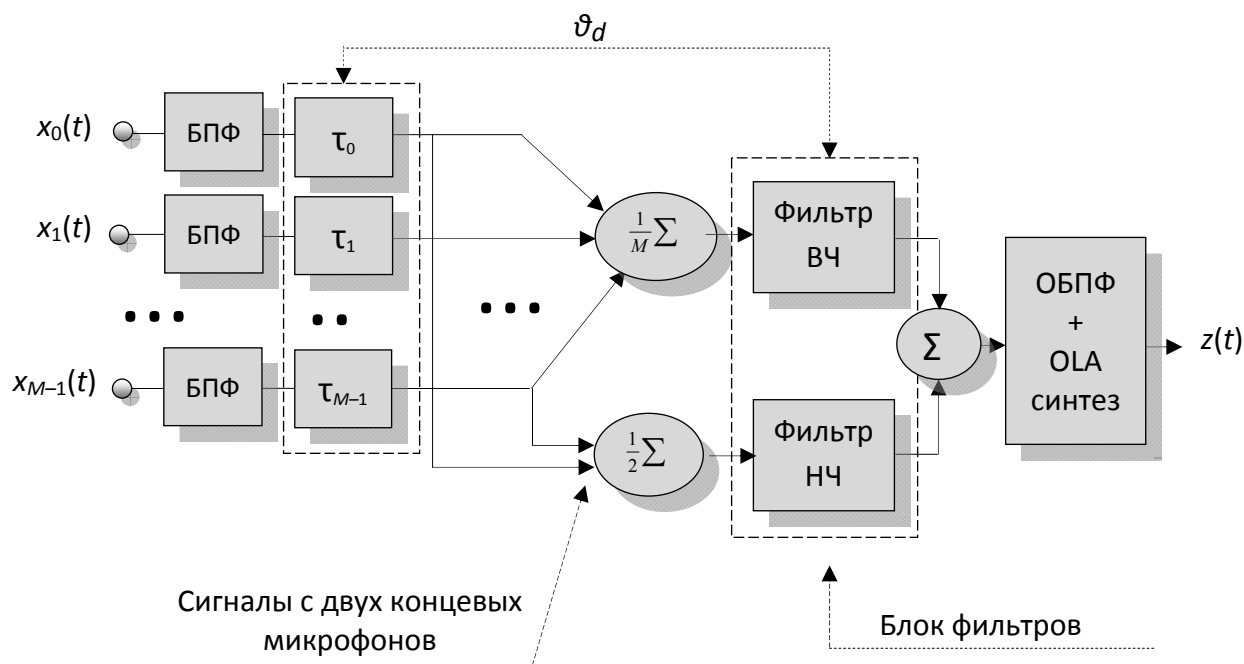 ϑd
x0(t)
БПФ
τ0
x1(t)
БПФ
τ1
1/M Σ
Фильтр
ВЧ
xM–1(t)
БПФ
τM–1
1/2 Σ
Фильтр
НЧ
Σ
ОБПФ
+
OLA
синтез
z(t)
Сигналы с двух концевых
микрофонов
Блок фильтров